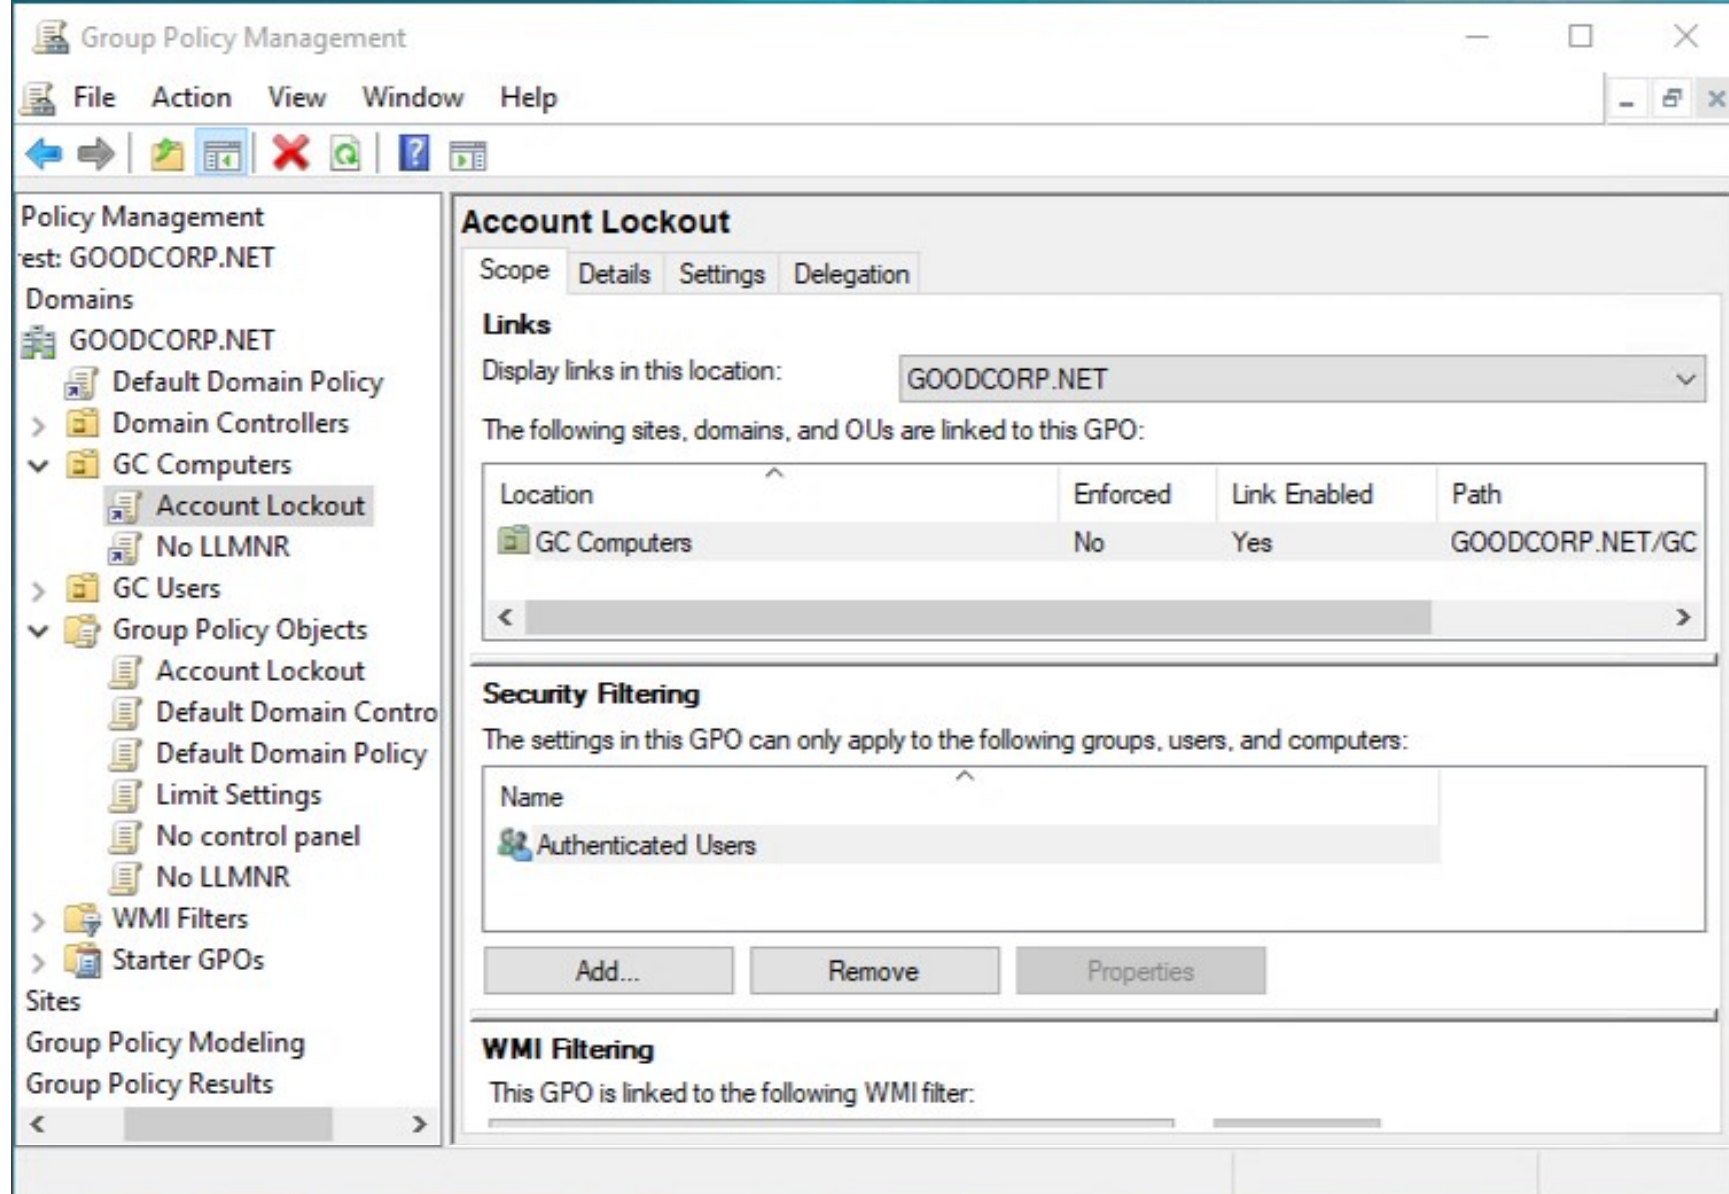 Group Policy Management
File Action View Window Help
Policy Management
rest: GOODCORP.NET
Domains
GOODCORP.NET
Default Domain Policy
Domain Controllers
GC Computers
Account Lockout
No LLMNR
GC Users
Group Policy Objects
Account Lockout
Default Domain Contro
Default Domain Policy
Limit Settings
No control panel
No LLMNR
WMI Filters
Starter GPOs
Sites
Group Policy Modeling
Group Policy Results
Account Lockout
Scope Details Settings Delegation
Links
Display links in this location: GOODCORP.NET
The following sites, domains, and OUs are linked to this GPO:
Location Enforced Link Enabled Path
GC Computers No Yes GOODCORP.NET/GC
Security Filtering
The settings in this GPO can only apply to the following groups, users, and computers:
Name
Authenticated Users
Add... Remove Properties
WMI Filtering
This GPO is linked to the following WMI filter: